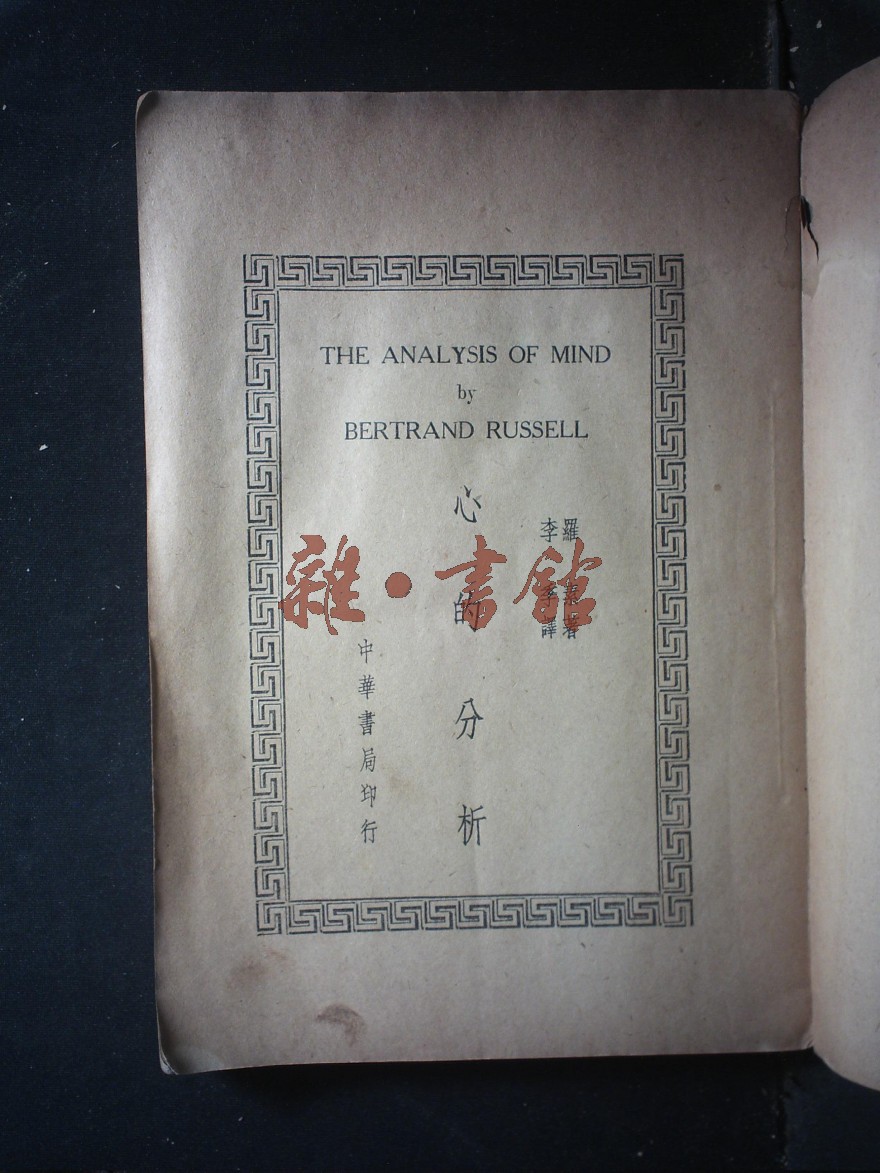 THE ANALYSIS OF MIND
by
BERTRAND RUSSELL
羅素著
李季譯
心的分析
中華書局印行
雜·書館